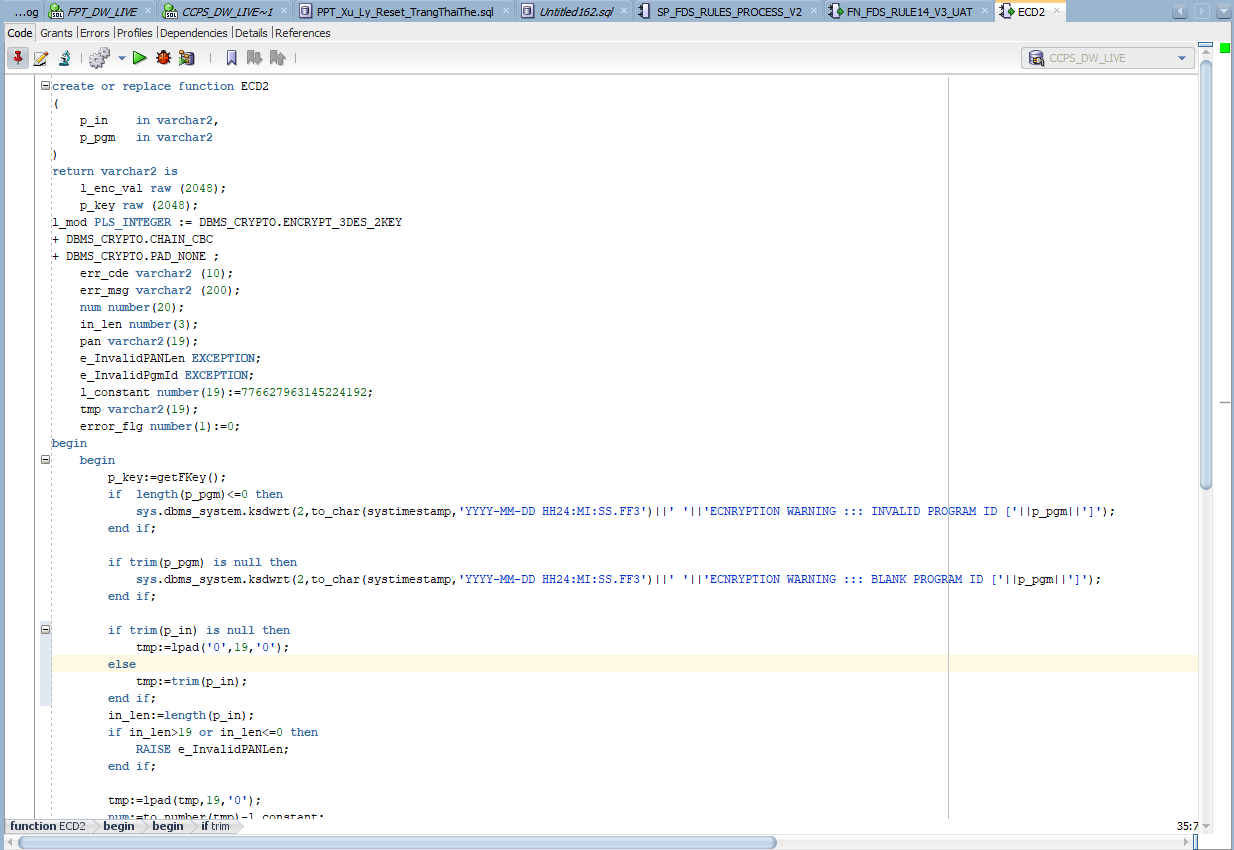 ...og FPT_DW_LIVE CCPS_DW_LIVE~1 PPT_Xu_Ly_Reset_TrangThaiThe.sql Untitled162.sql SP_FDS_RULES_PROCESS_V2 FN_FDS_RULE14_V3_UAT ECD2
Code Grants Errors Profiles Dependencies Details References
CCPS_DW_LIVE
create or replace function ECD2
(
    p_in    in varchar2,
    p_pgm   in varchar2
)
return varchar2 is
    l_enc_val raw (2048);
    p_key raw (2048);
l_mod PLS_INTEGER := DBMS_CRYPTO.ENCRYPT_3DES_2KEY
+ DBMS_CRYPTO.CHAIN_CBC
+ DBMS_CRYPTO.PAD_NONE ;
    err_cde varchar2 (10);
    err_msg varchar2 (200);
    num number(20);
    in_len number(3);
    pan varchar2(19);
    e_InvalidPANLen EXCEPTION;
    e_InvalidPgmId EXCEPTION;
    l_constant number(19):=776627963145224192;
    tmp varchar2(19);
    error_flg number(1):=0;
begin
    begin
        p_key:=getFKey();
        if  length(p_pgm)<=0 then
            sys.dbms_system.ksdwrt(2,to_char(systimestamp,'YYYY-MM-DD HH24:MI:SS.FF3')||' '||'ECNRYPTION WARNING ::: INVALID PROGRAM ID ['||p_pgm||']');
        end if;
        if trim(p_pgm) is null then
            sys.dbms_system.ksdwrt(2,to_char(systimestamp,'YYYY-MM-DD HH24:MI:SS.FF3')||' '||'ECNRYPTION WARNING ::: BLANK PROGRAM ID ['||p_pgm||']');
        end if;
        if trim(p_in) is null then
            tmp:=lpad('0',19,'0');
        else
            tmp:=trim(p_in);
        end if;
        in_len:=length(p_in);
        if in_len>19 or in_len<=0 then
            RAISE e_InvalidPANLen;
        end if;
        tmp:=lpad(tmp,19,'0');
        num:=to_number(tmp)-l_constant;
function ECD2 begin begin if trim 35:7